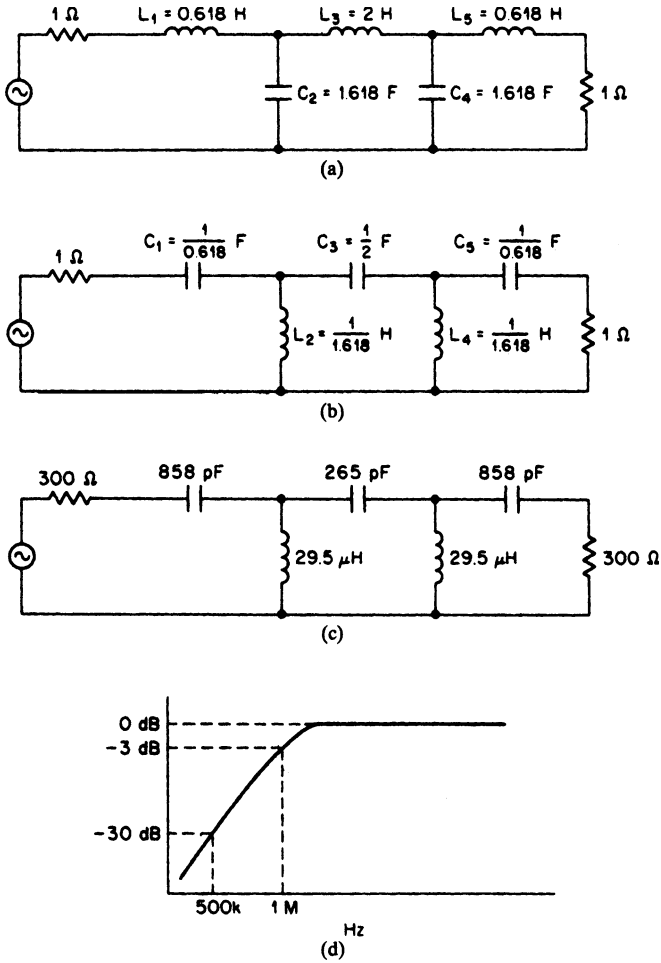 1 Ω L₁ = 0.618 H L₃ = 2 H L₅ = 0.618 H
C₂ = 1.618 F C₄ = 1.618 F 1 Ω
(a)
C₁ = 1/0.618 F C₃ = 1/2 F C₅ = 1/0.618 F
1 Ω
L₂ = 1/1.618 H L₄ = 1/1.618 H 1 Ω
(b)
300 Ω 858 pF 265 pF 858 pF
29.5 μH 29.5 μH 300 Ω
(c)
0 dB
−3 dB
−30 dB
500k 1 M
Hz
(d)